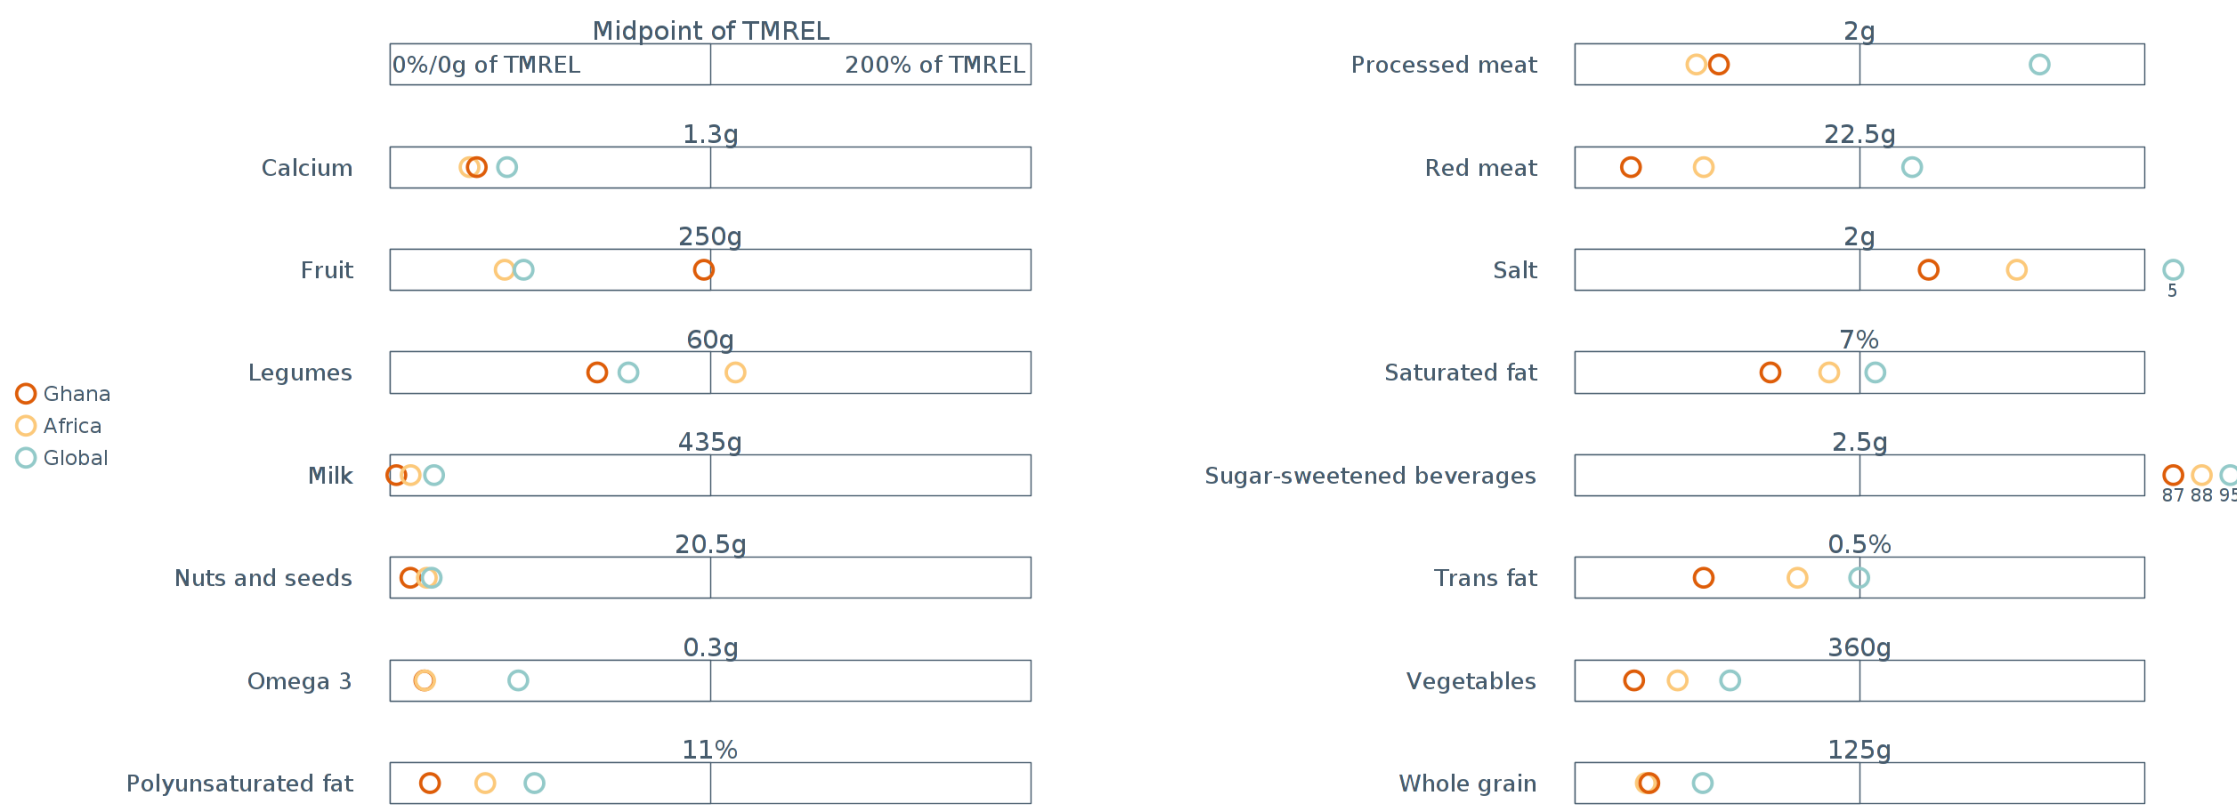 Midpoint of TMREL
0%/0g of TMREL 200% of TMREL
1.3g
Calcium
250g
Fruit
60g
Legumes
435g
Milk
20.5g
Nuts and seeds
0.3g
Omega 3
11%
Polyunsaturated fat
Ghana
Africa
Global
2g
Processed meat
22.5g
Red meat
2g
Salt
5
7%
Saturated fat
2.5g
Sugar-sweetened beverages
87 88 95
0.5%
Trans fat
360g
Vegetables
125g
Whole grain